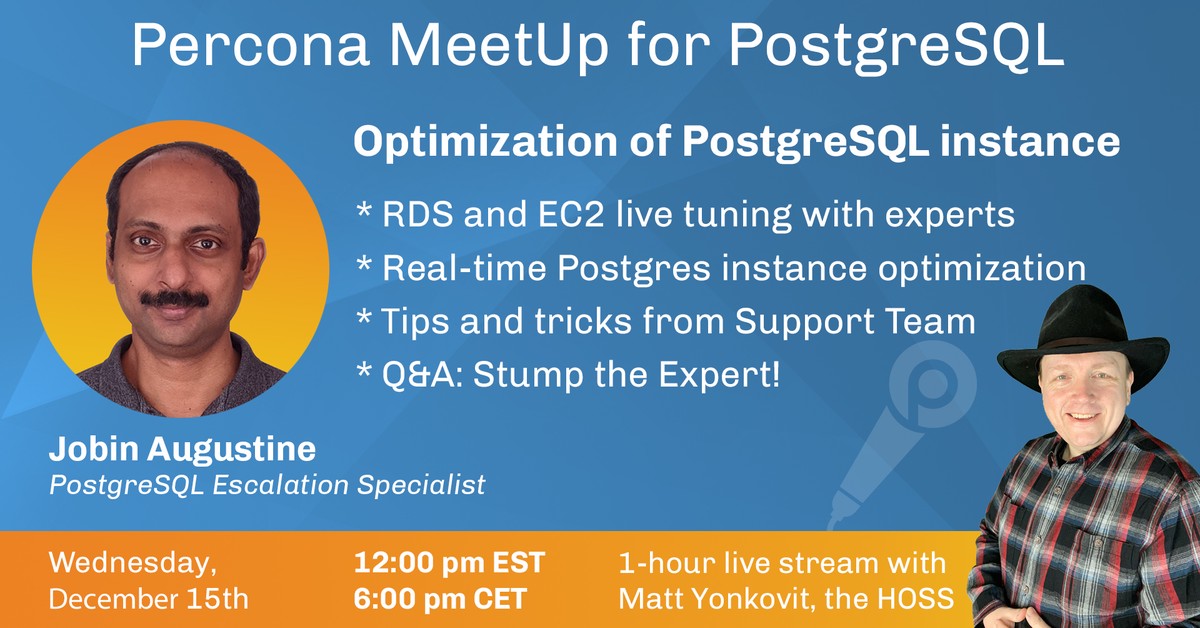 Percona MeetUp for PostgreSQL
Optimization of PostgreSQL instance
* RDS and EC2 live tuning with experts
* Real-time Postgres instance optimization
* Tips and tricks from Support Team
* Q&A: Stump the Expert!
Jobin Augustine
PostgreSQL Escalation Specialist
Wednesday,
December 15th
12:00 pm EST
6:00 pm CET
1-hour live stream with
Matt Yonkovit, the HOSS